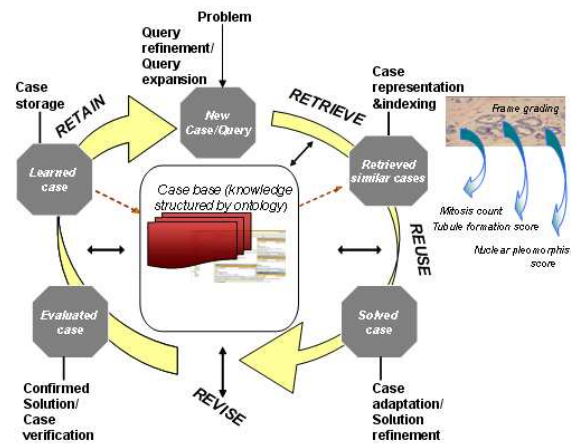 Problem
Query
refinement/
Query
expansion
New
Case/Query
RETRIEVE
Case
representation
&indexing
Frame grading
Retrieved
similar cases
Mitosis count
Tubule formation score
Nuclear pleomorphis
score
REUSE
Solved
case
Case
adaptation/
Solution
refinement
REVISE
Evaluated
case
Confirmed
Solution/
Case
verification
Learned
case
Case
storage
RETAIN
Case base (knowledge
structured by ontology)